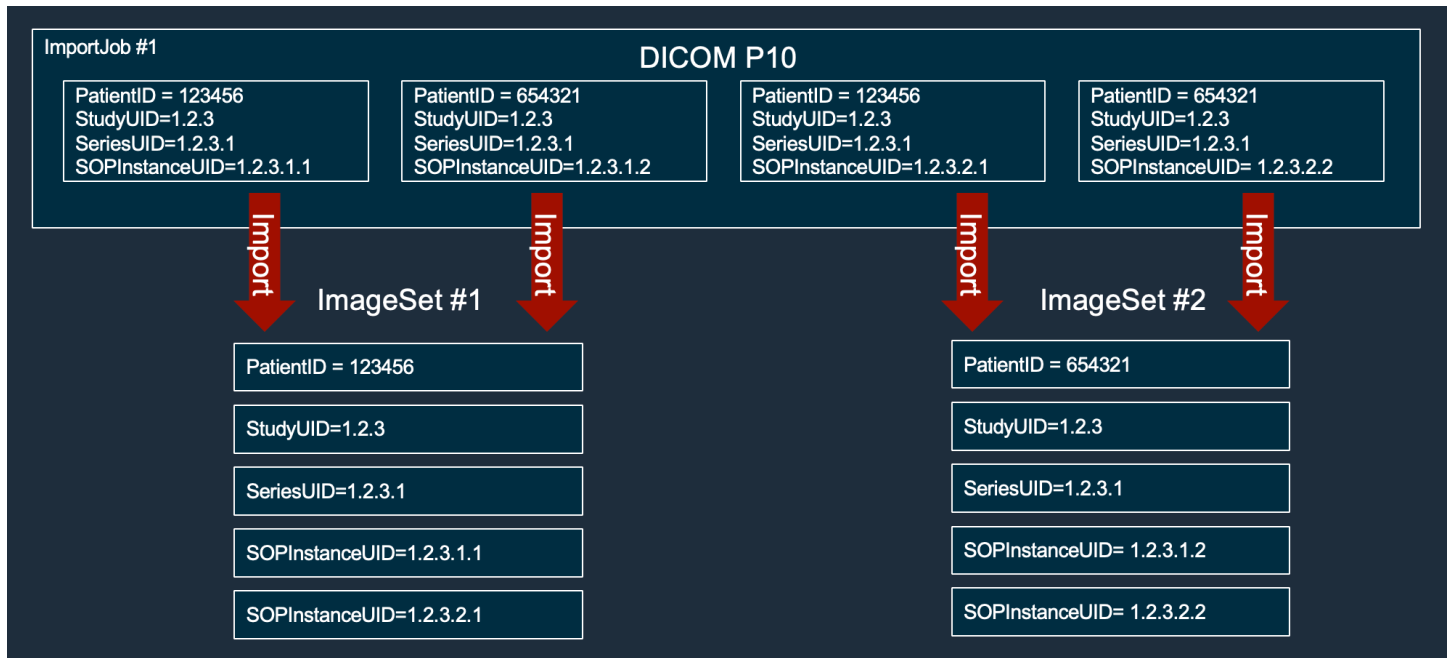 ImportJob #1
DICOM P10
PatientID = 123456
StudyUID=1.2.3
SeriesUID=1.2.3.1
SOPInstanceUID=1.2.3.1.1
PatientID = 654321
StudyUID=1.2.3
SeriesUID=1.2.3.1
SOPInstanceUID=1.2.3.1.2
PatientID = 123456
StudyUID=1.2.3
SeriesUID=1.2.3.1
SOPInstanceUID=1.2.3.2.1
PatientID = 654321
StudyUID=1.2.3
SeriesUID=1.2.3.1
SOPInstanceUID= 1.2.3.2.2
Import
Import
Import
Import
ImageSet #1
PatientID = 123456
StudyUID=1.2.3
SeriesUID=1.2.3.1
SOPInstanceUID=1.2.3.1.1
SOPInstanceUID=1.2.3.2.1
ImageSet #2
PatientID = 654321
StudyUID=1.2.3
SeriesUID=1.2.3.1
SOPInstanceUID= 1.2.3.1.2
SOPInstanceUID= 1.2.3.2.2